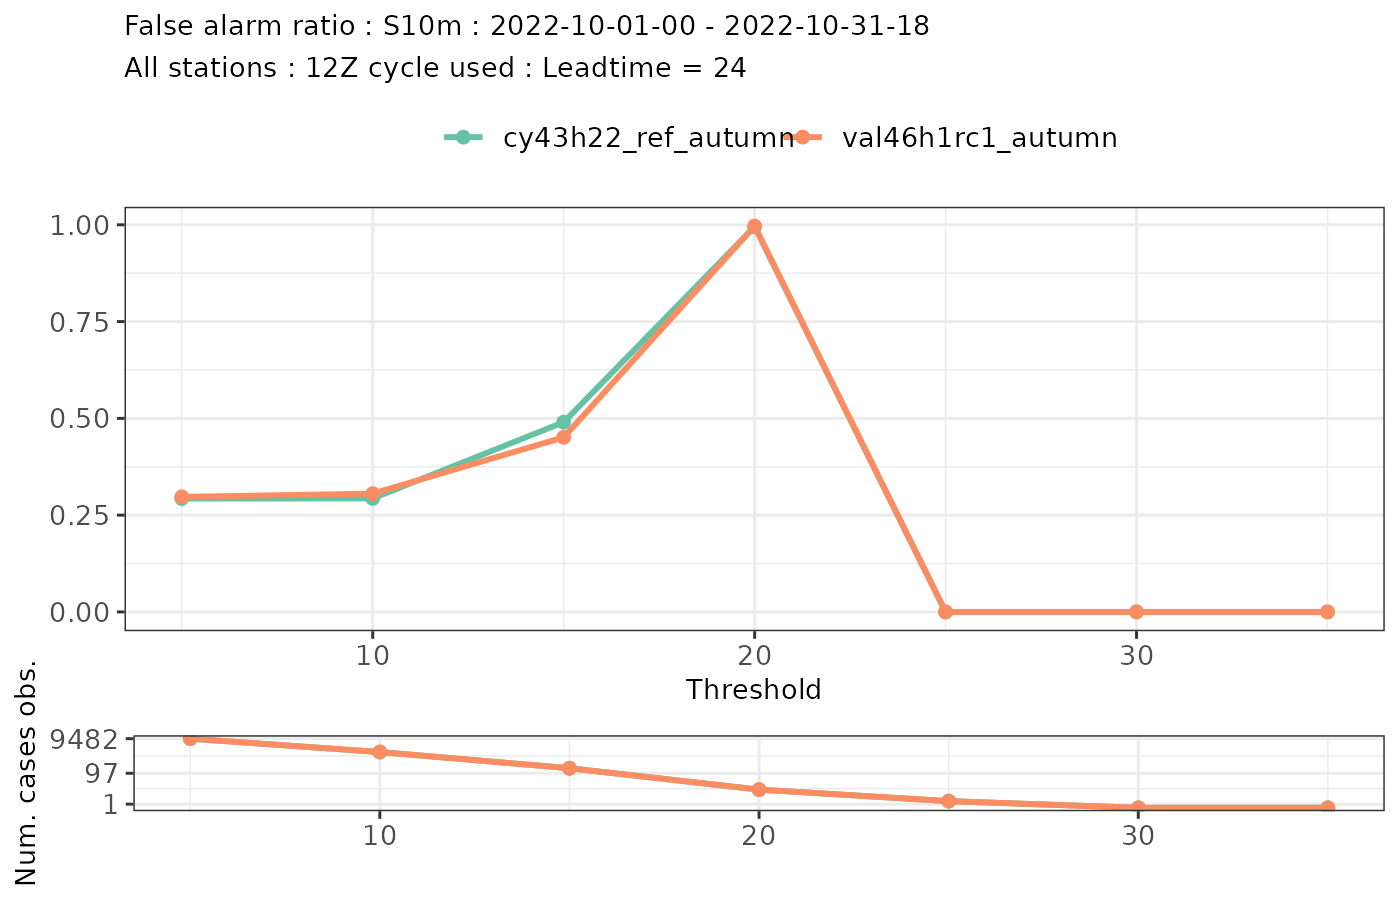 False alarm ratio : S10m : 2022-10-01-00 - 2022-10-31-18
All stations : 12Z cycle used : Leadtime = 24
cy43h22_ref_autumn val46h1rc1_autumn
1.00
0.75
0.50
0.25
0.00
10 20 30
Threshold
Num. cases obs.
9482
97
1
10 20 30